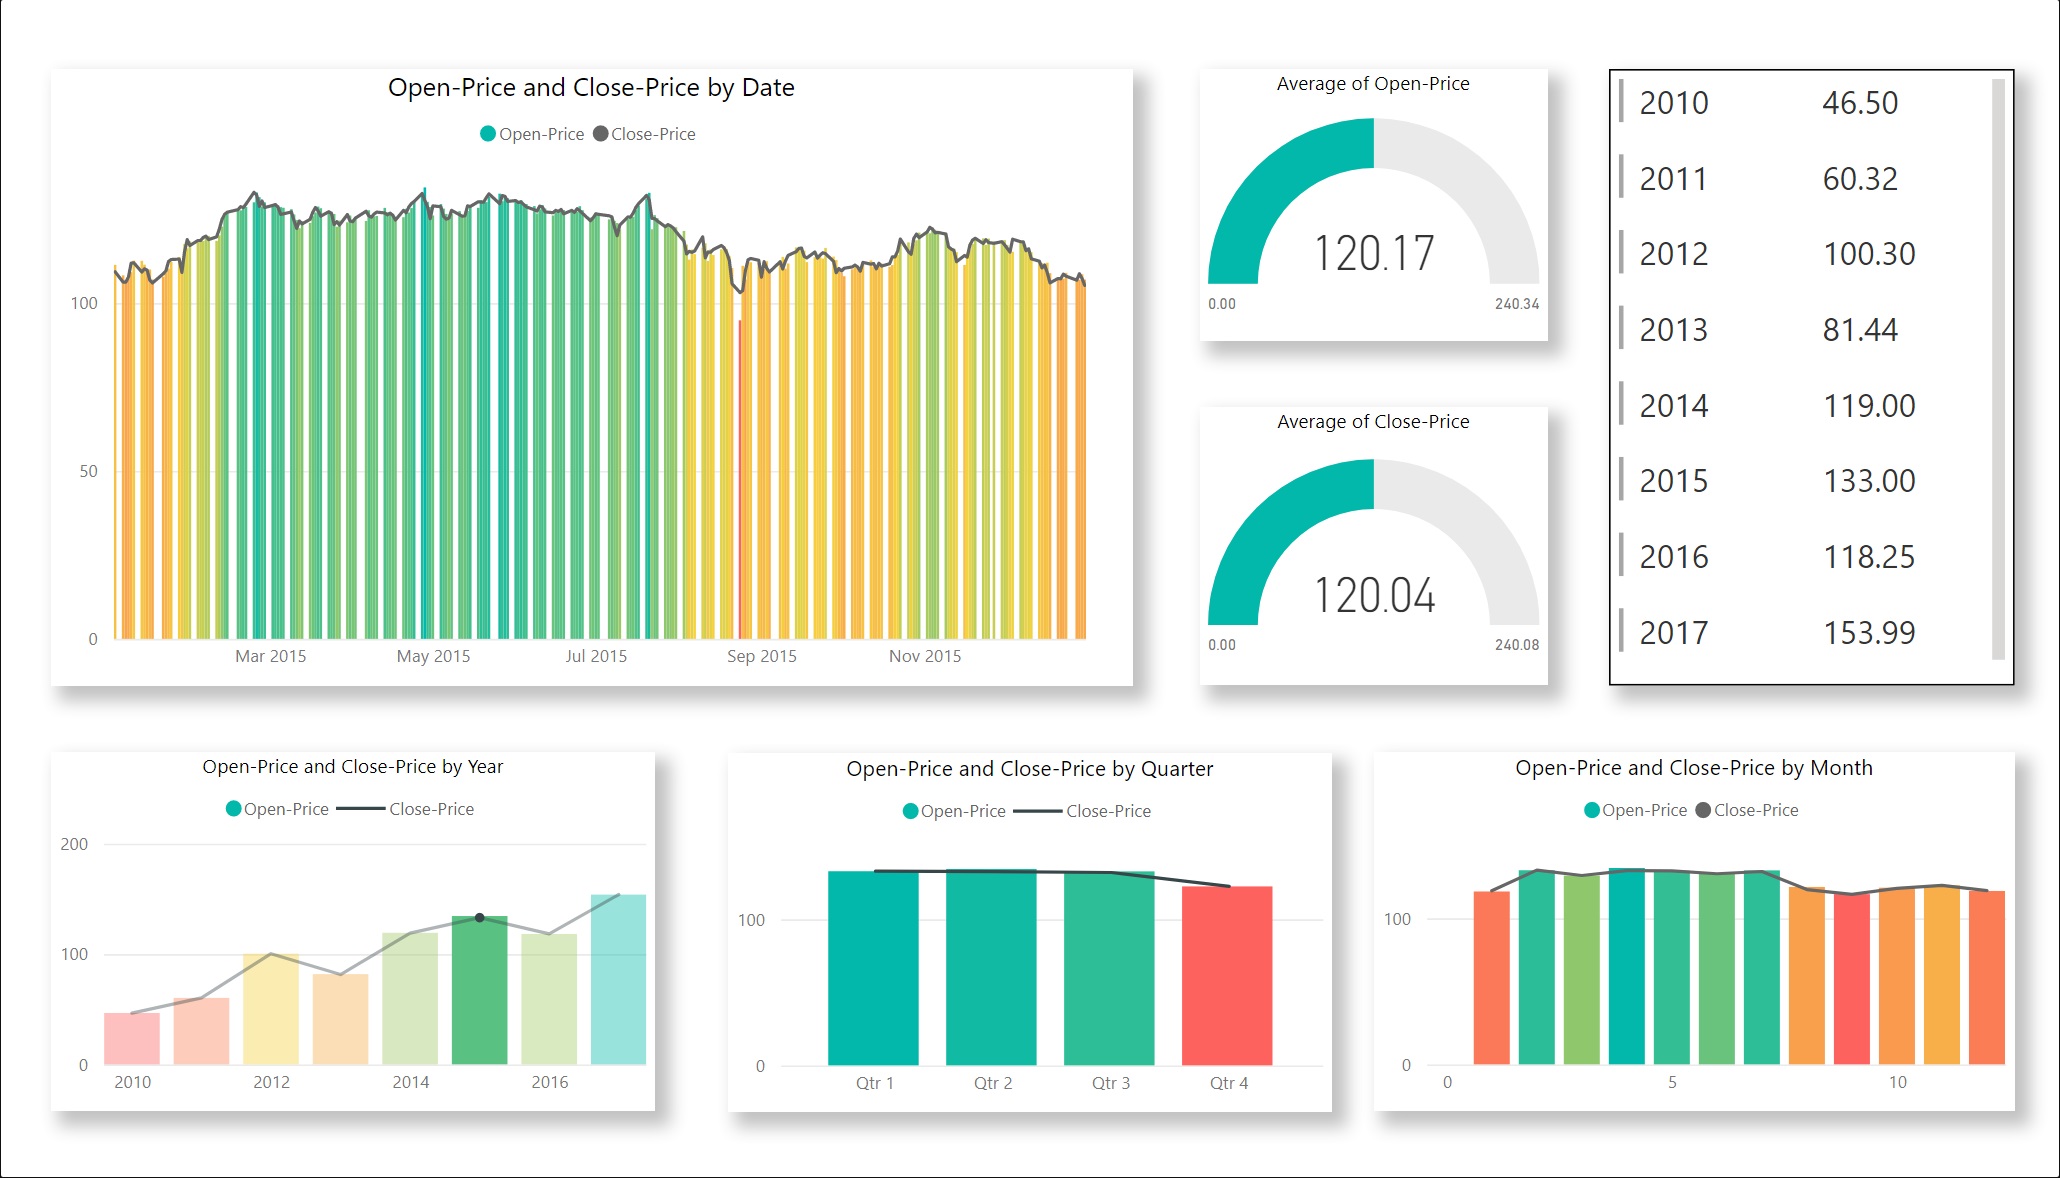 Open-Price and Close-Price by Date
Open-Price Close-Price
100
50
0
Mar 2015 May 2015 Jul 2015 Sep 2015 Nov 2015
Average of Open-Price
120.17
0.00 240.34
Average of Close-Price
120.04
0.00 240.08
2010 46.50
2011 60.32
2012 100.30
2013 81.44
2014 119.00
2015 133.00
2016 118.25
2017 153.99
Open-Price and Close-Price by Year
Open-Price Close-Price
200
100
0
2010 2012 2014 2016
Open-Price and Close-Price by Quarter
Open-Price Close-Price
100
0
Qtr 1 Qtr 2 Qtr 3 Qtr 4
Open-Price and Close-Price by Month
Open-Price Close-Price
100
0
0 5 10